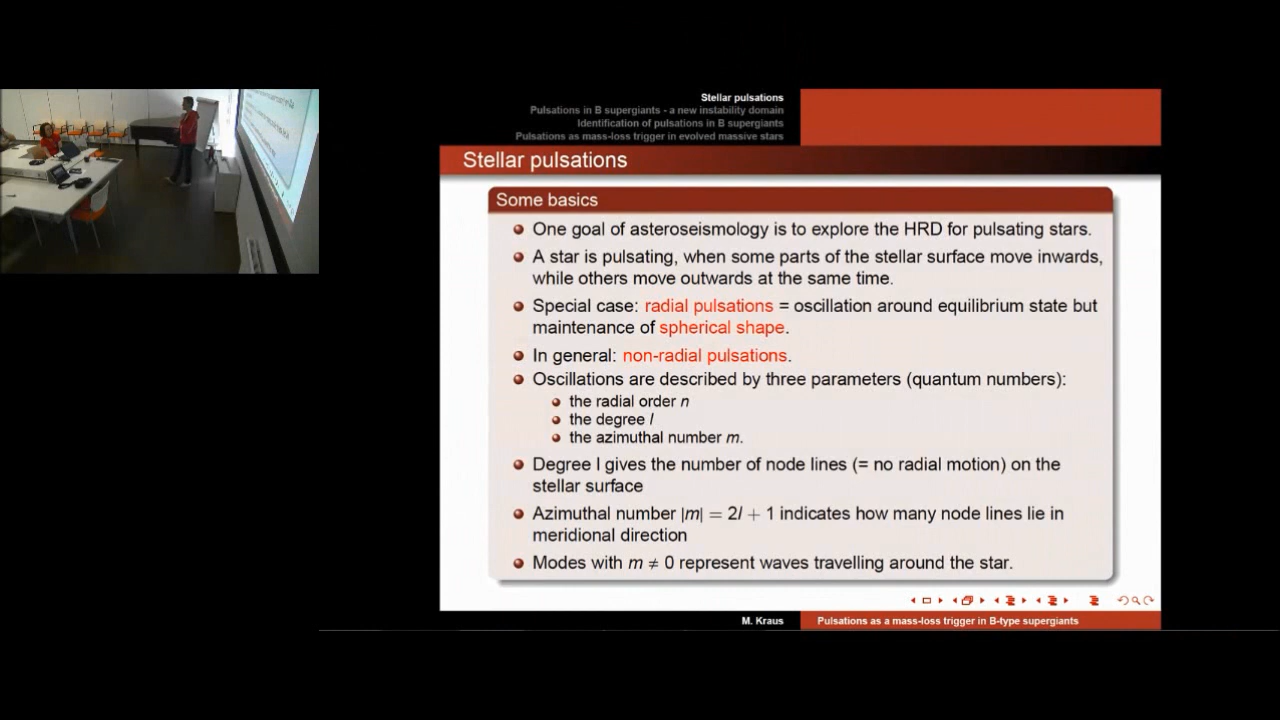 Stellar pulsations
Pulsations in B supergiants - a new instability domain
Identification of pulsations in B supergiants
Pulsations as mass-loss trigger in evolved massive stars
Stellar pulsations
Some basics
One goal of asteroseismology is to explore the HRD for pulsating stars.
A star is pulsating, when some parts of the stellar surface move inwards,
while others move outwards at the same time.
Special case: radial pulsations = oscillation around equilibrium state but
maintenance of spherical shape.
In general: non-radial pulsations.
Oscillations are described by three parameters (quantum numbers):
the radial order n
the degree l
the azimuthal number m.
Degree l gives the number of node lines (= no radial motion) on the
stellar surface
Azimuthal number |m| = 2l + 1 indicates how many node lines lie in
meridional direction
Modes with m ≠ 0 represent waves travelling around the star.
M. Kraus
Pulsations as a mass-loss trigger in B-type supergiants